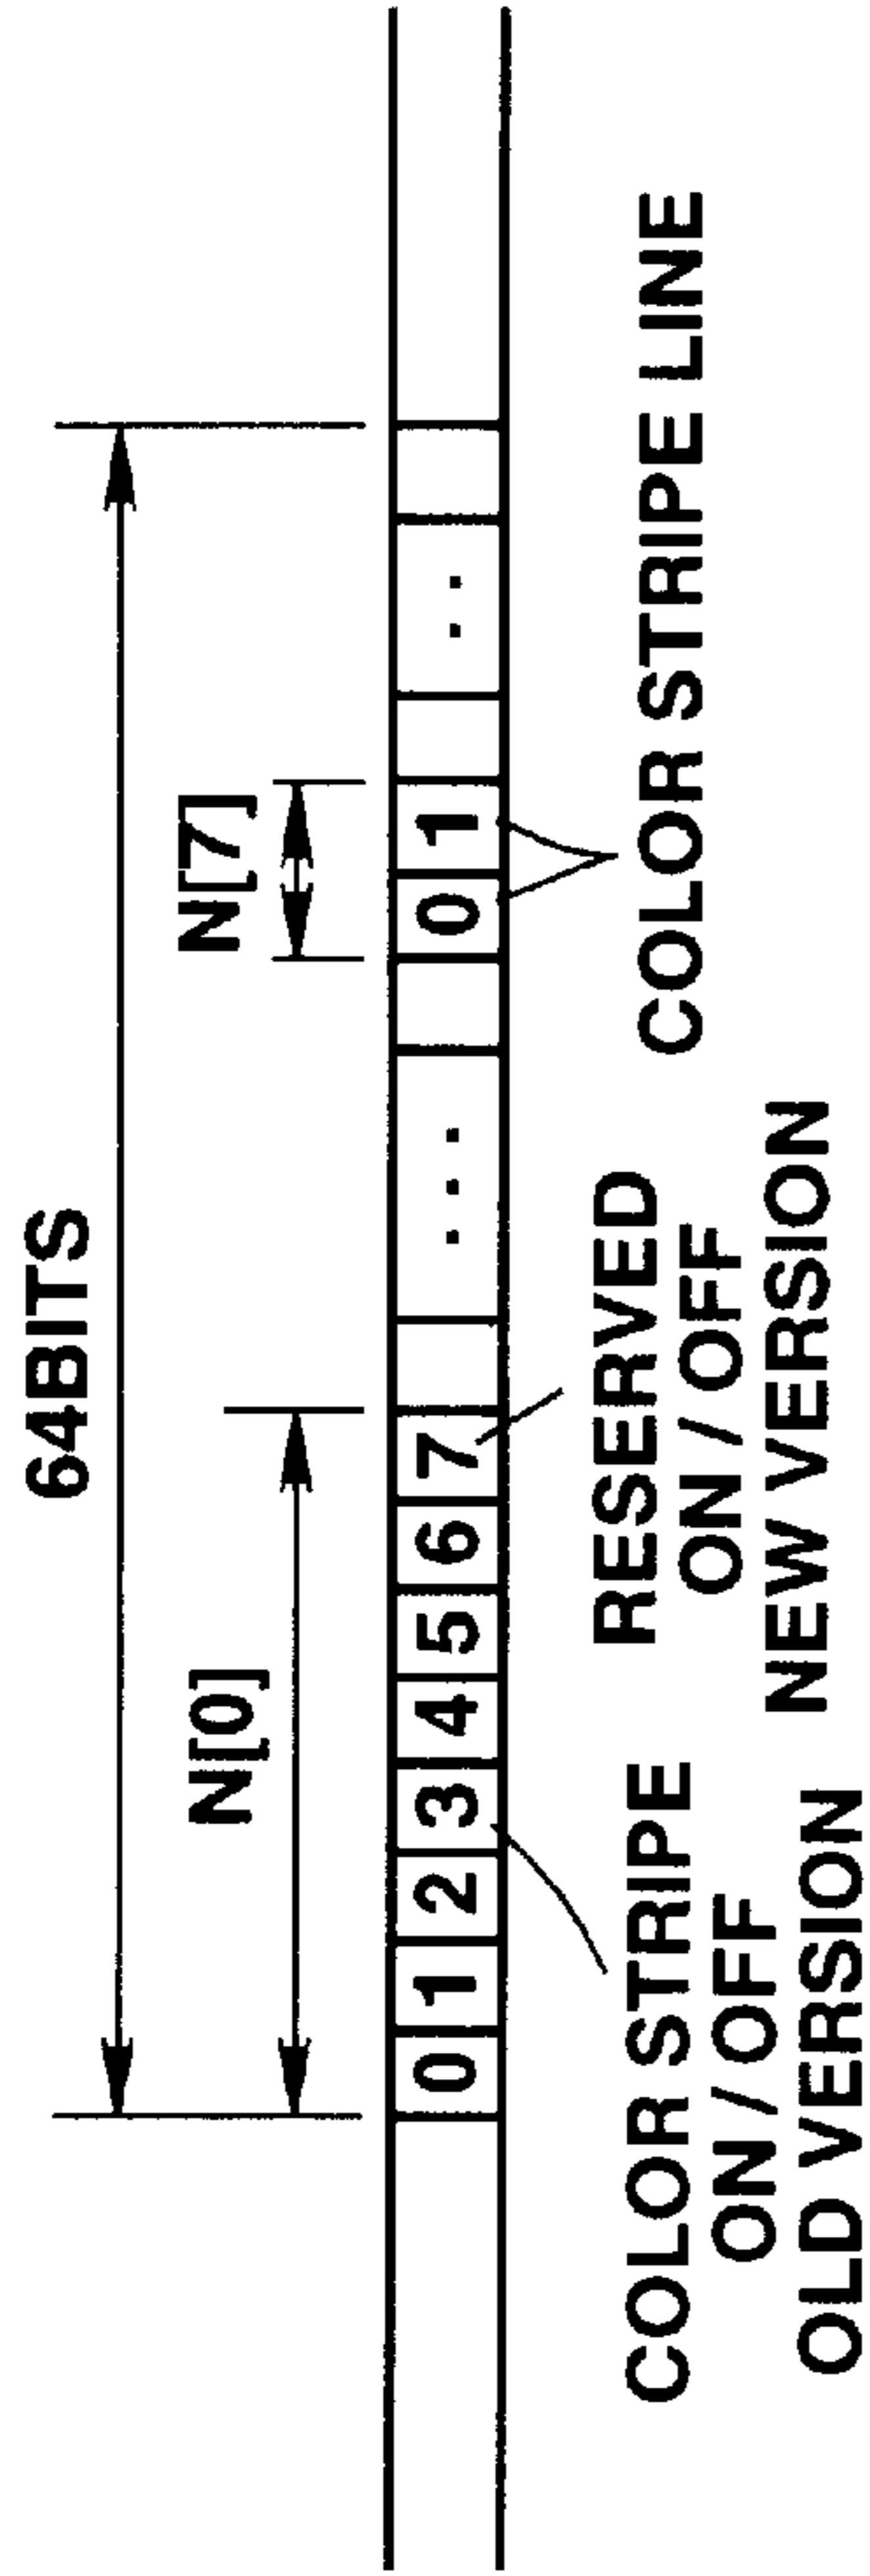 64BITS
N[0]
N[7]
0 1 2 3 4 5 6 7 ... 0 1 ..
COLOR STRIPE
ON / OFF
OLD VERSION
RESERVED
ON / OFF
NEW VERSION
COLOR STRIPE LINE